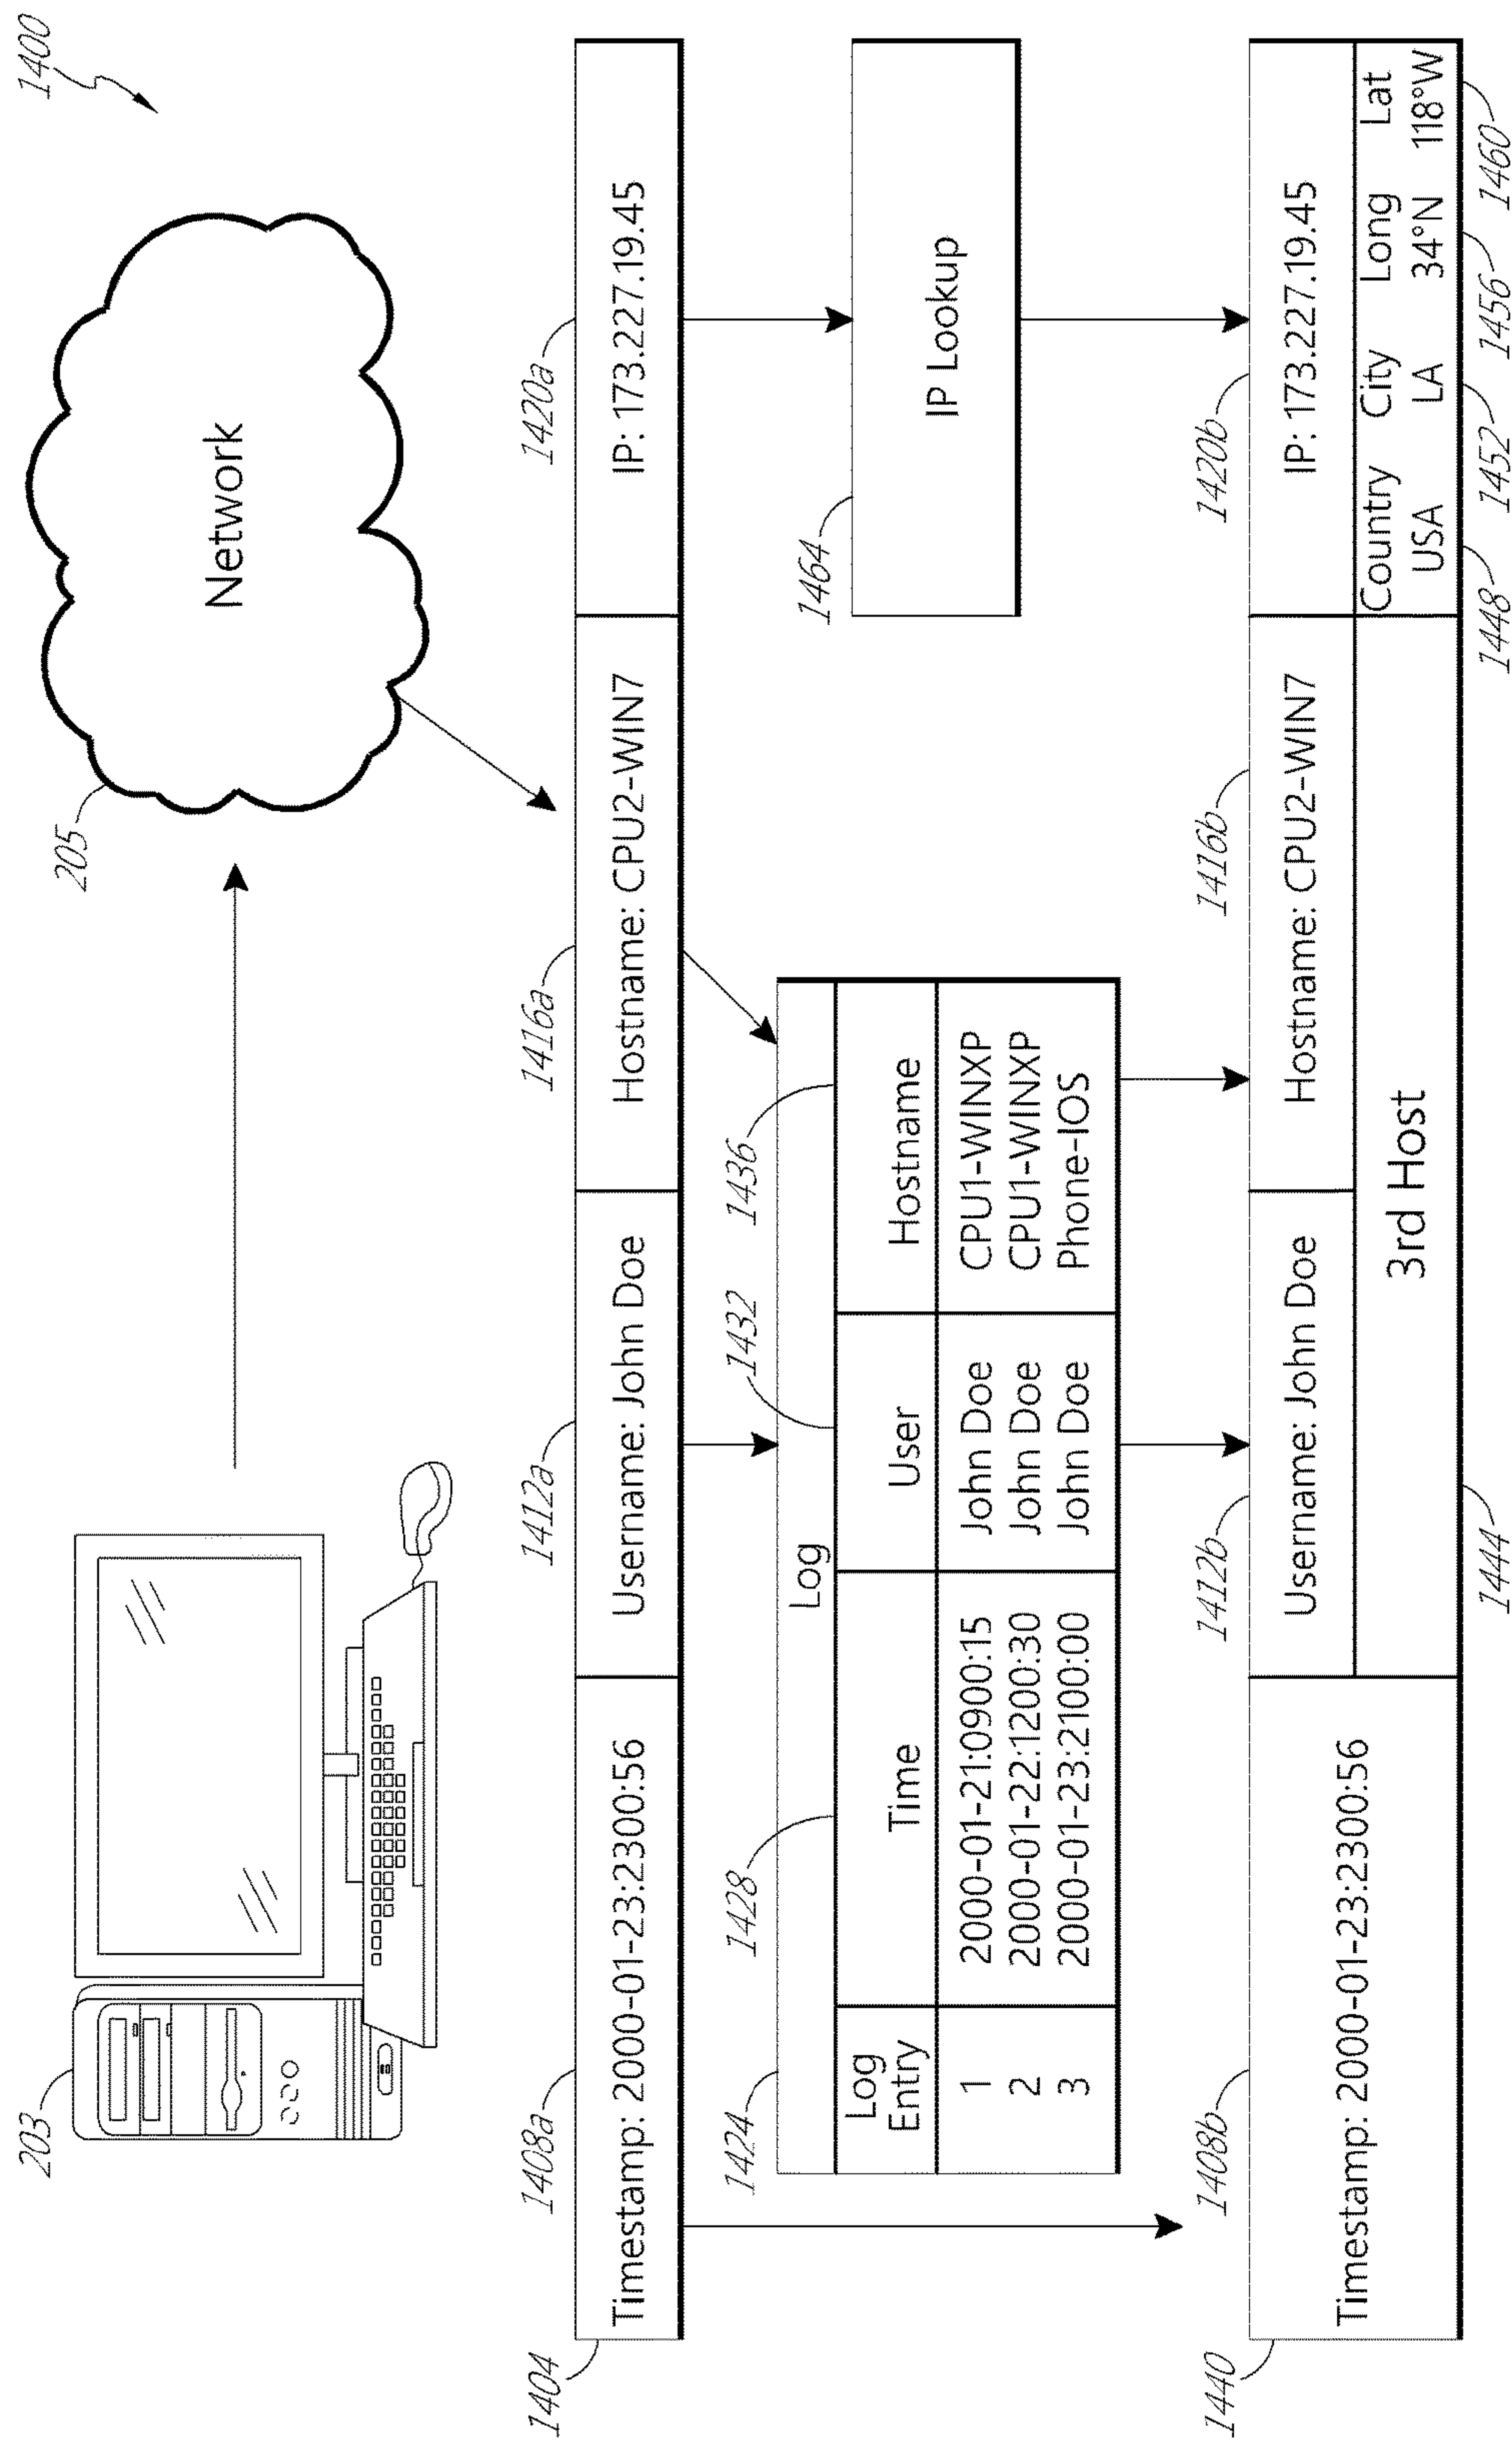 1400
203
205
Network
1404
1408a
1412a
1416a
1420a
Timestamp: 2000-01-23:2300:56
Username: John Doe
Hostname: CPU2-WIN7
IP: 173.227.19.45
1424
1428
1432
1436
1464
Log
Log Entry
Time
User
Hostname
1
2000-01-21:0900:15
John Doe
CPU1-WINXP
2
2000-01-22:1200:30
John Doe
CPU1-WINXP
3
2000-01-23:2100:00
John Doe
Phone-IOS
IP Lookup
1440
1408b
1412b
1416b
1420b
Timestamp: 2000-01-23:2300:56
Username: John Doe
Hostname: CPU2-WIN7
IP: 173.227.19.45
3rd Host
Country City Long Lat
USA LA 34°N 118°W
1444
1448
1452
1456
1460